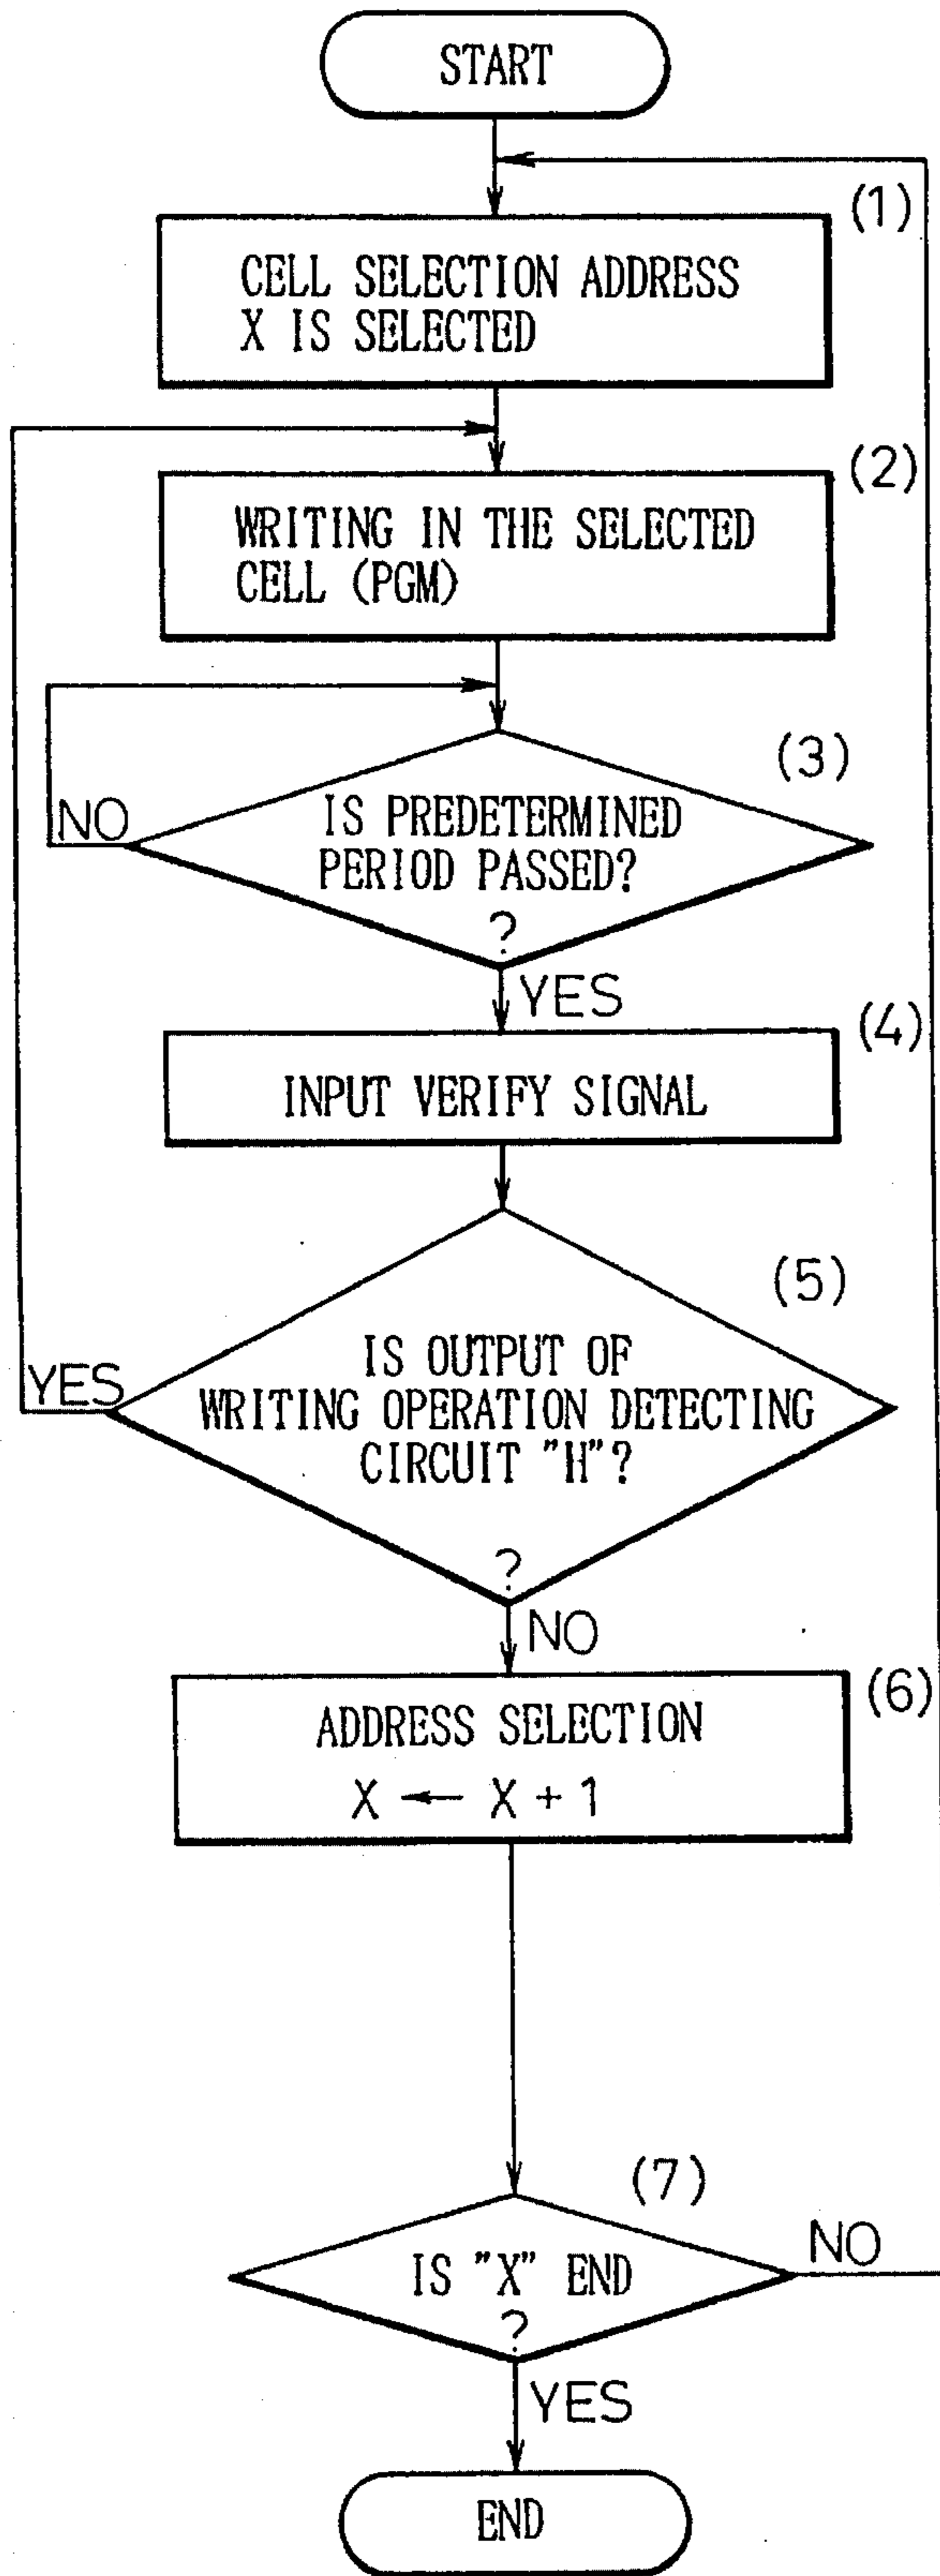 START
(1)
CELL SELECTION ADDRESS
X IS SELECTED
(2)
WRITING IN THE SELECTED
CELL (PGM)
(3)
NO
IS PREDETERMINED
PERIOD PASSED?
?
YES
(4)
INPUT VERIFY SIGNAL
(5)
YES
IS OUTPUT OF
WRITING OPERATION DETECTING
CIRCUIT "H"?
?
NO
(6)
ADDRESS SELECTION
X ← X + 1
(7)
NO
IS "X" END
?
YES
END